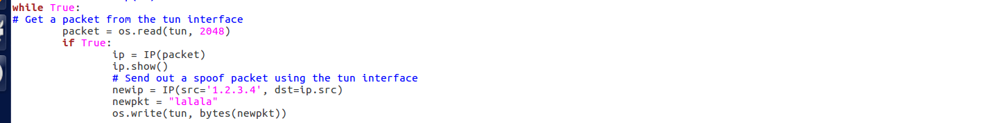 while True:
# Get a packet from the tun interface
packet = os.read(tun, 2048)
if True:
ip = IP(packet)
ip.show()
# Send out a spoof packet using the tun interface
newip = IP(src='1.2.3.4', dst=ip.src)
newpkt = "lalala"
os.write(tun, bytes(newpkt))